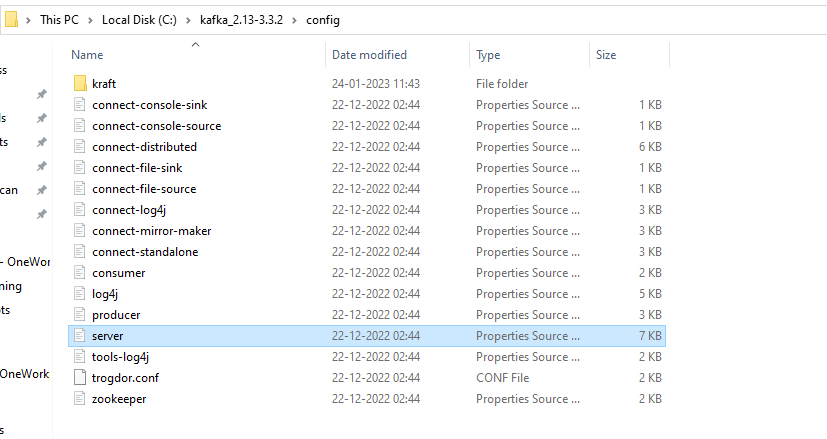 This PC > Local Disk (C:) > kafka_2.13-3.3.2 > config
Name Date modified Type Size
ss
kraft 24-01-2023 11:43 File folder
connect-console-sink 22-12-2022 02:44 Properties Source ... 1 KB
ds
connect-console-source 22-12-2022 02:44 Properties Source ... 1 KB
ts
connect-distributed 22-12-2022 02:44 Properties Source ... 6 KB
connect-file-sink 22-12-2022 02:44 Properties Source ... 1 KB
can
connect-file-source 22-12-2022 02:44 Properties Source ... 1 KB
connect-log4j 22-12-2022 02:44 Properties Source ... 3 KB
connect-mirror-maker 22-12-2022 02:44 Properties Source ... 3 KB
connect-standalone 22-12-2022 02:44 Properties Source ... 3 KB
- OneWor
consumer 22-12-2022 02:44 Properties Source ... 2 KB
ning
log4j 22-12-2022 02:44 Properties Source ... 5 KB
ots
producer 22-12-2022 02:44 Properties Source ... 3 KB
server 22-12-2022 02:44 Properties Source ... 7 KB
tools-log4j 22-12-2022 02:44 Properties Source ... 2 KB
OneWork
trogdor.conf 22-12-2022 02:44 CONF File 2 KB
zookeeper 22-12-2022 02:44 Properties Source ... 2 KB
s